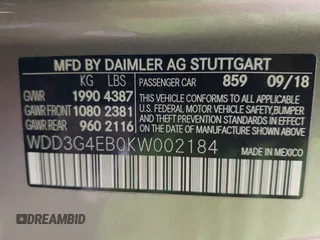 MFD BY DAIMLER AG STUTTGART
KG LBS PASSENGER CAR 859 09/18
GVWR 1990 4387 THIS VEHICLE CONFORMS TO ALL APPLICABLE
GAWR FRONT 1080 2381 U.S. FEDERAL MOTOR VEHICLE SAFETY, BUMPER
GAWR REAR 960 2116 AND THEFT PREVENTION STANDARDS IN EFFECT
ON THE DATE OF MANUFACTURE SHOWN ABOVE.
WDD3G4EB0KW002184 MADE IN MEXICO
DREAMBID